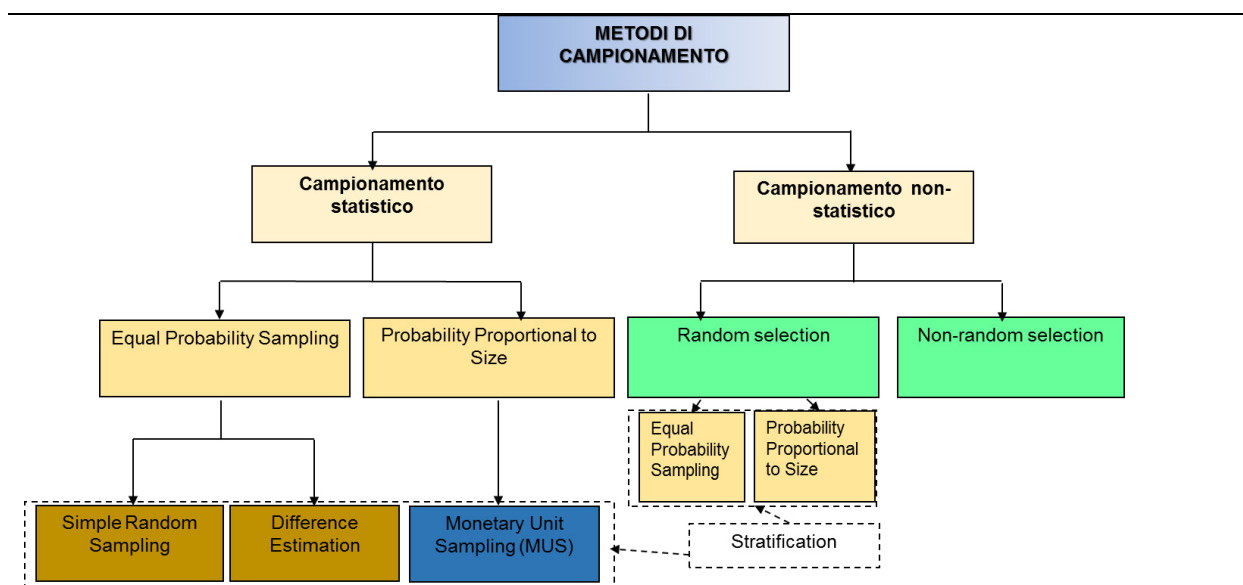 METODI DI
CAMPIONAMENTO
Campionamento
statistico
Campionamento non-
statistico
Equal Probability Sampling
Probability Proportional to
Size
Random selection
Non-random selection
Equal
Probability
Sampling
Probability
Proportional
to Size
Simple Random
Sampling
Difference
Estimation
Monetary Unit
Sampling (MUS)
Stratification